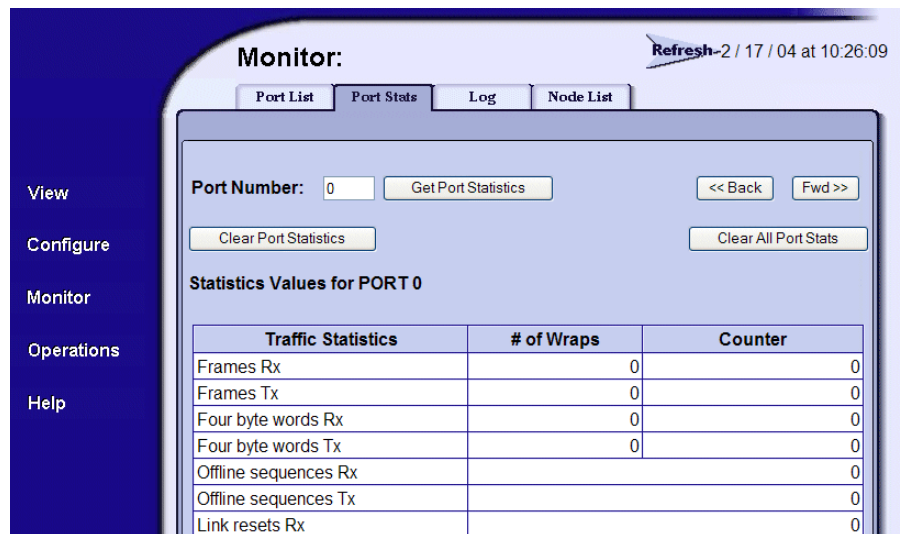 Monitor:
Refresh-2 / 17 / 04 at 10:26:09
Port List
Port Stats
Log
Node List
View
Configure
Monitor
Operations
Help
Port Number: 0 Get Port Statistics << Back Fwd >>
Clear Port Statistics Clear All Port Stats
Statistics Values for PORT 0
Traffic Statistics # of Wraps Counter
Frames Rx 0 0
Frames Tx 0 0
Four byte words Rx 0 0
Four byte words Tx 0 0
Offline sequences Rx 0
Offline sequences Tx 0
Link resets Rx 0